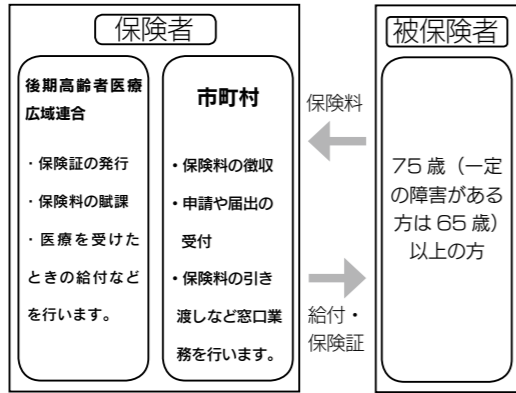 保険者
後期高齢者医療
広域連合
・保険証の発行
・保険料の賦課
・医療を受けた
ときの給付など
を行います。
市町村
・保険料の徴収
・申請や届出の
受付
・保険料の引き
渡しなど窓口業
務を行います。
保険料
給付・
保険証
被保険者
75歳（一定
の障害がある
方は65歳）
以上の方